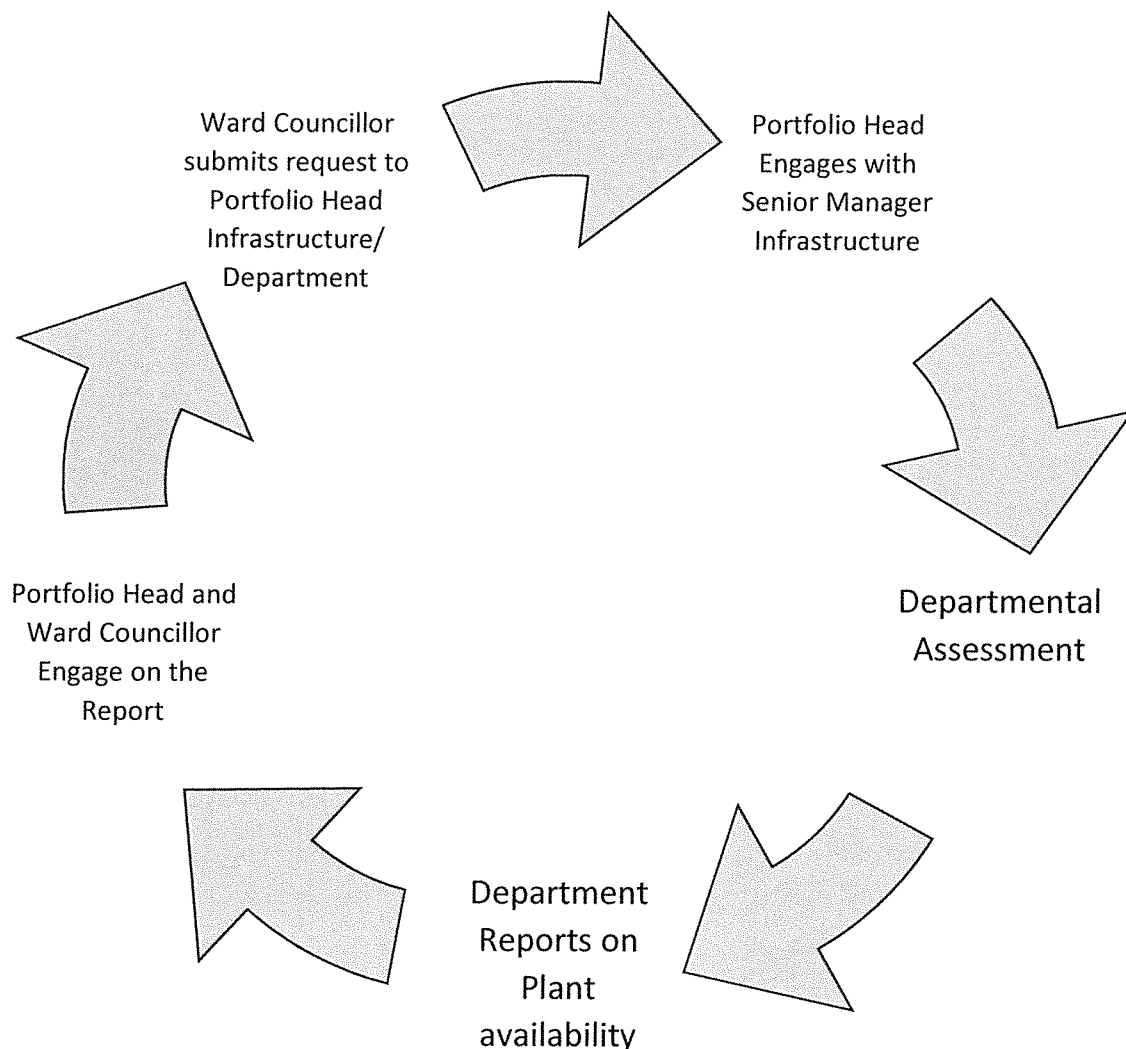 Ward Councillor
submits request to
Portfolio Head
Infrastructure/
Department
Portfolio Head
Engages with
Senior Manager
Infrastructure
Departmental
Assessment
Department
Reports on
Plant
availability
Portfolio Head and
Ward Councillor
Engage on the
Report